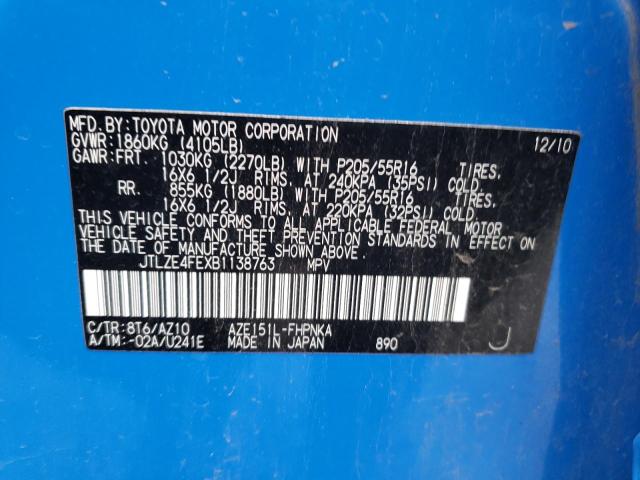 MFD.BY:TOYOTA MOTOR CORPORATION 12/10
GVWR:1860KG (4105LB)
GAWR:FRT. 1030KG (2270LB) WITH P205/55R16 TIRES.
16X6 1/2J RIMS, AT 240KPA (35PSI) COLD.
RR. 855KG (1880LB) WITH P205/55R16 TIRES.
16X6 1/2J RIMS, AT 220KPA (32PSI) COLD.
THIS VEHICLE CONFORMS TO ALL APPLICABLE FEDERAL MOTOR
VEHICLE SAFETY, BUMPER, AND THEFT PREVENTION STANDARDS IN EFFECT
ON THE DATE OF MANUFACTURE SHOWN ABOVE.
JTLZE4FEXB1138763 MPV
C/TR:8T6/AZ10 AZE151L-FHPNKA
A/TM:-02A/U241E MADE IN JAPAN 890 J